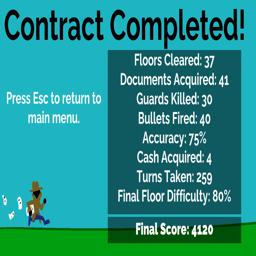 Contract Completed!
Press Esc to return to
main menu.
Floors Cleared: 37
Documents Acquired: 41
Guards Killed: 30
Bullets Fired: 40
Accuracy: 75%
Cash Acquired: 4
Turns Taken: 259
Final Floor Difficulty: 80%
Final Score: 4120